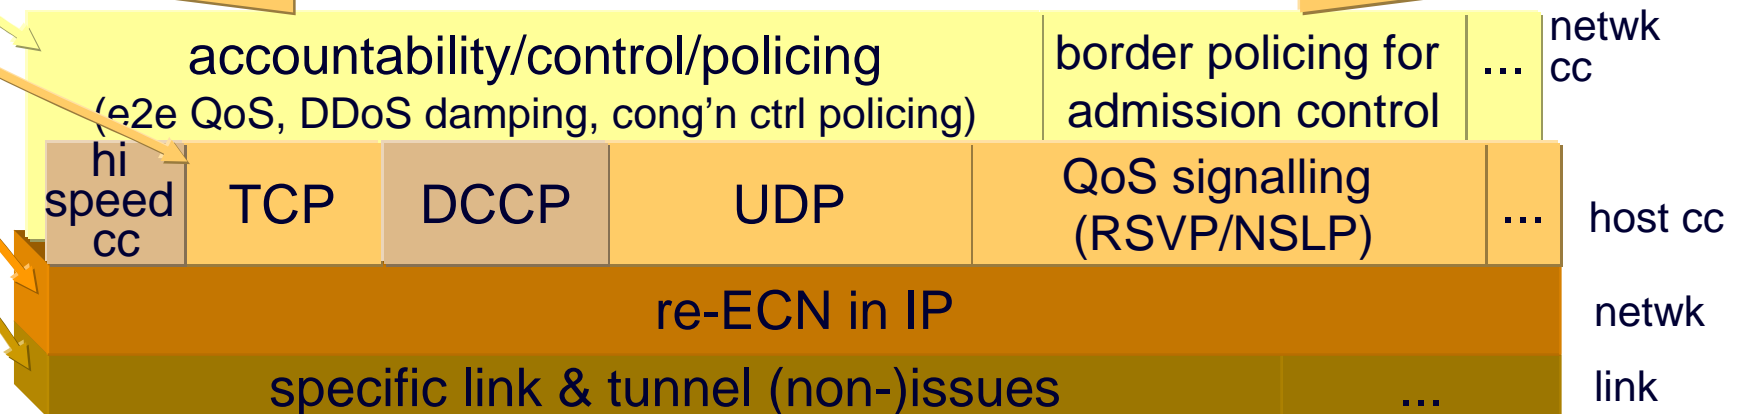 accountability/control/policing
(e2e QoS, DDoS damping, cong'n ctrl policing)
border policing for
admission control
...
netwk
cc
hi
speed
cc
TCP
DCCP
UDP
QoS signalling
(RSVP/NSLP)
...
host cc
re-ECN in IP
netwk
specific link & tunnel (non-)issues
...
link